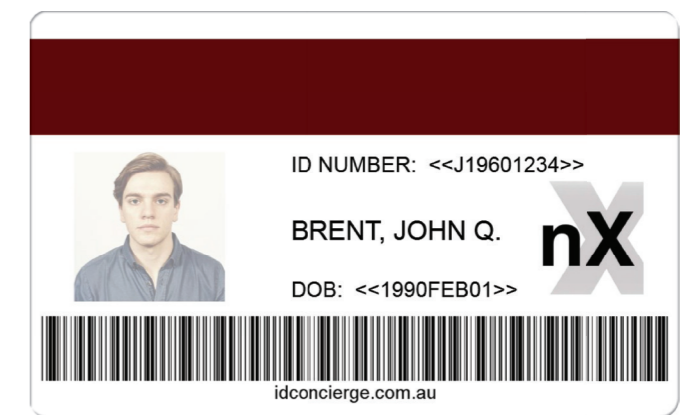 ID NUMBER: <<J19601234>>
BRENT, JOHN Q.
nX
DOB: <<1990FEB01>>
idconcierge.com.au